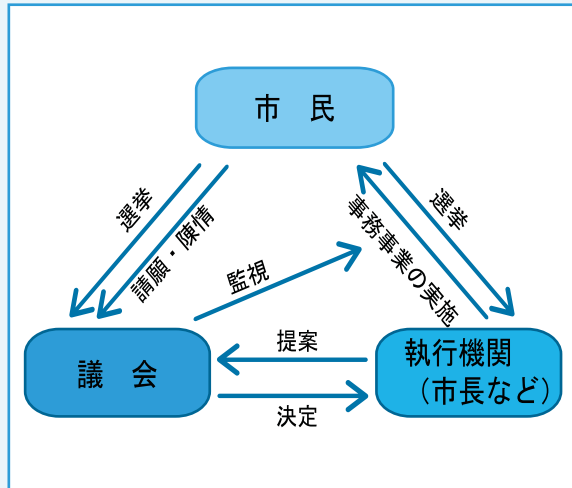 市　民
選挙
請願・陳情
選挙
事務事業の実施
監視
提案
決定
議　会
執行機関
（市長など）